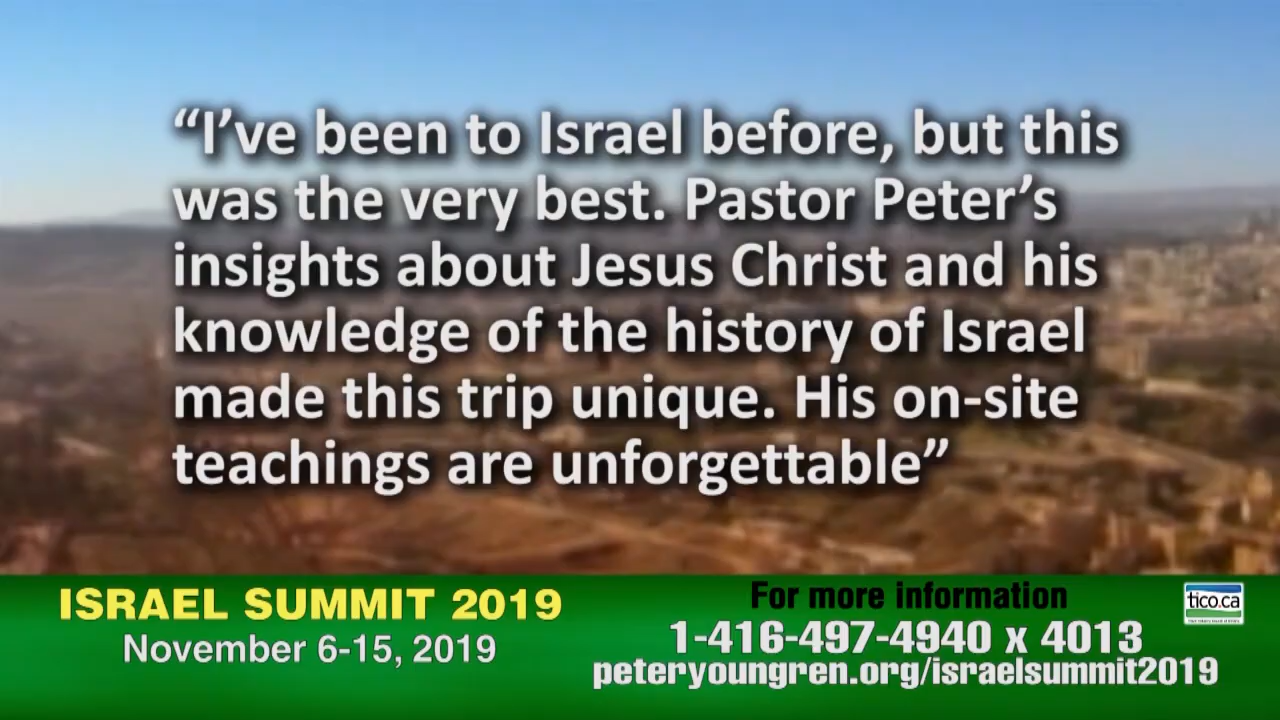 “I’ve been to Israel before, but this
was the very best. Pastor Peter’s
insights about Jesus Christ and his
knowledge of the history of Israel
made this trip unique. His on-site
teachings are unforgettable”
ISRAEL SUMMIT 2019
November 6-15, 2019
For more information
1-416-497-4940 x 4013
peteryoungren.org/israelsummit2019
tico.ca